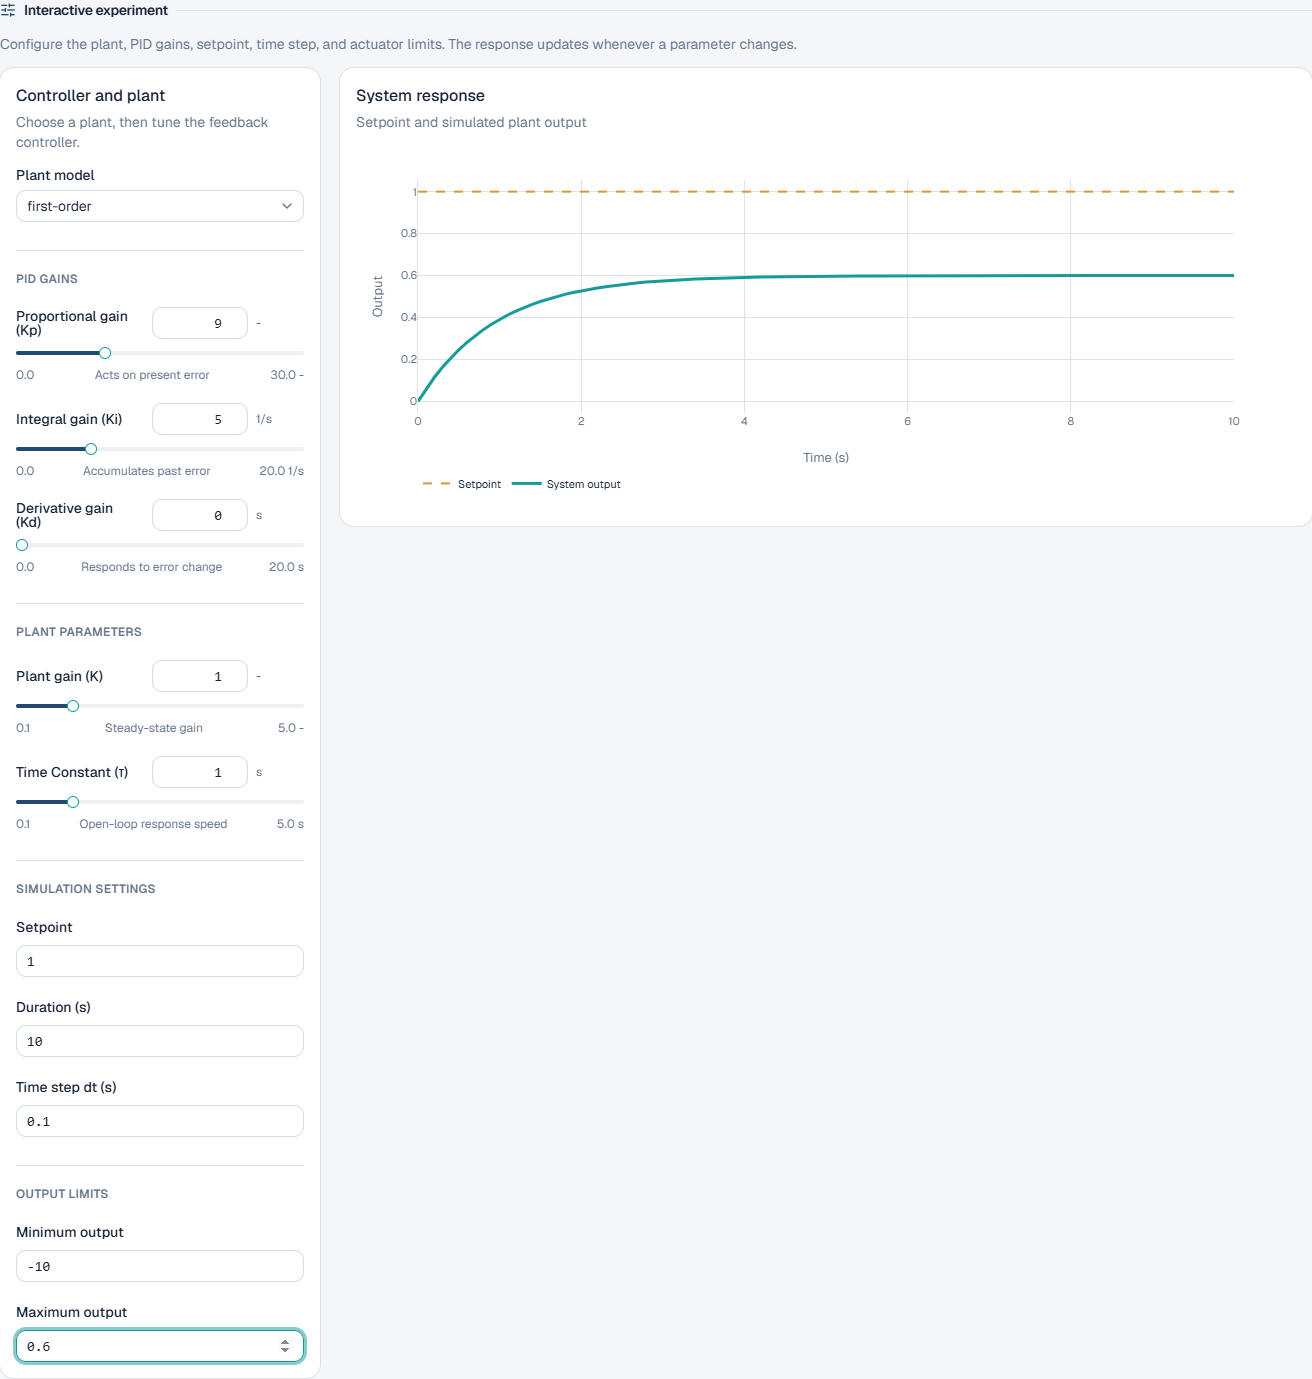 Interactive experiment
Configure the plant, PID gains, setpoint, time step, and actuator limits. The response updates whenever a parameter changes.
Controller and plant
Choose a plant, then tune the feedback
controller.
Plant model
first-order
PID GAINS
Proportional gain
(Kp)
9 -
0.0 Acts on present error 30.0 -
Integral gain (Ki) 5 1/s
0.0 Accumulates past error 20.0 1/s
Derivative gain
(Kd)
0 s
0.0 Responds to error change 20.0 s
PLANT PARAMETERS
Plant gain (K) 1 -
0.1 Steady-state gain 5.0 -
Time Constant (τ) 1 s
0.1 Open-loop response speed 5.0 s
SIMULATION SETTINGS
Setpoint
1
Duration (s)
10
Time step dt (s)
0.1
OUTPUT LIMITS
Minimum output
-10
Maximum output
0.6
System response
Setpoint and simulated plant output
1
0.8
0.6
0.4
0.2
0
Output
0 2 4 6 8 10
Time (s)
Setpoint System output